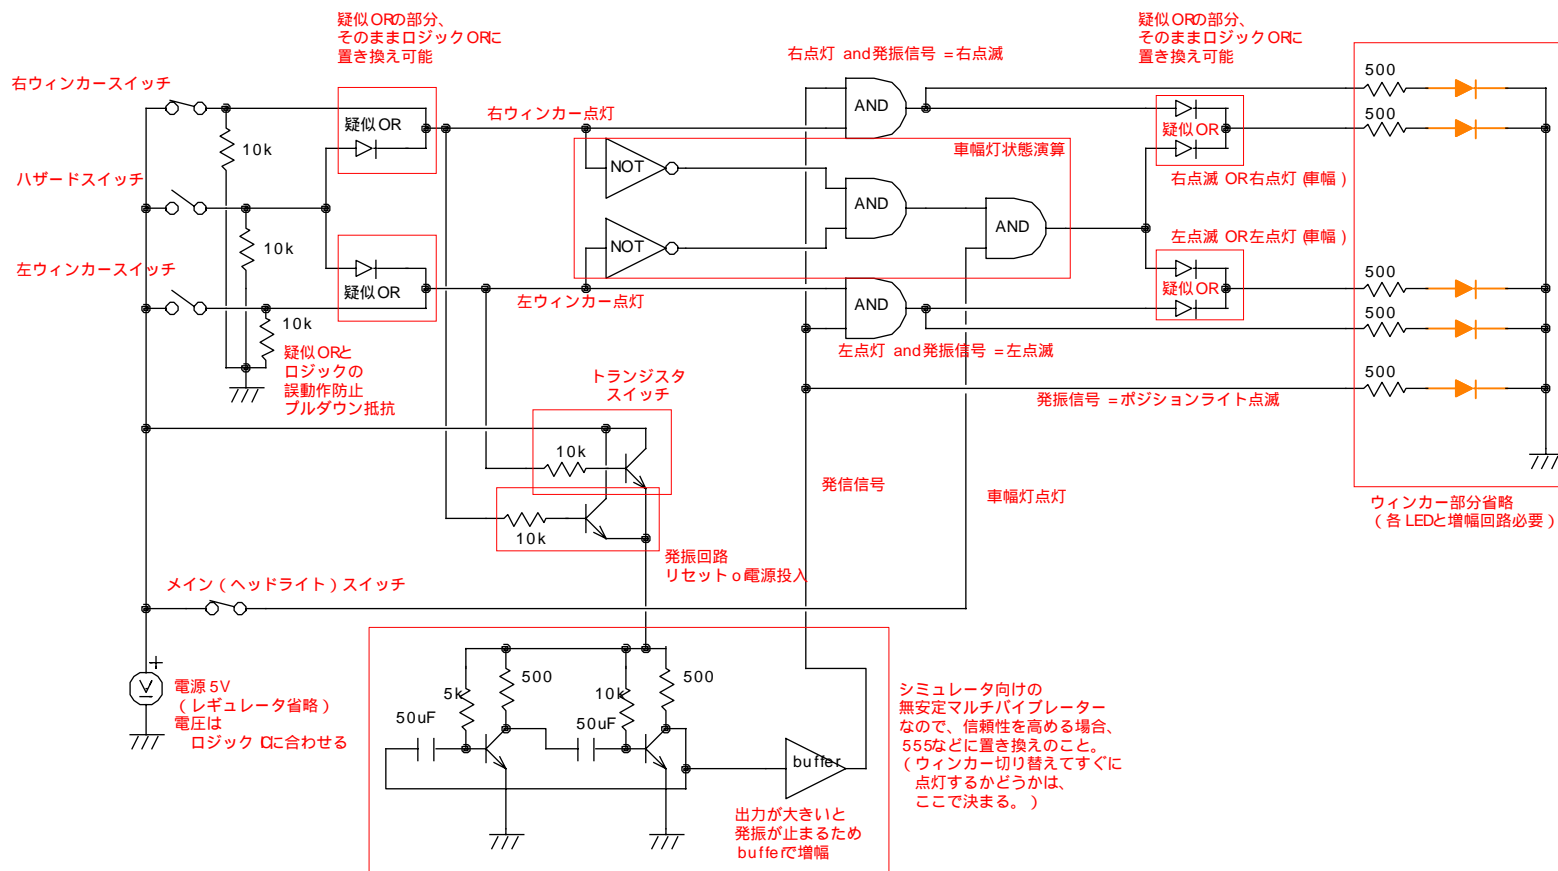 疑似ORの部分、
そのままロジックORに
置き換え可能
疑似ORの部分、
そのままロジックORに
置き換え可能
右点灯 and発振信号 =右点滅
右ウィンカースイッチ
疑似OR
10k
右ウィンカー点灯
AND
疑似OR
500
500
NOT
車幅灯状態演算
右点滅 OR右点灯 (車幅)
ハザードスイッチ
AND
AND
10k
NOT
左点滅 OR左点灯 (車幅)
左ウィンカースイッチ
疑似OR
左ウィンカー点灯
AND
疑似OR
500
500
10k
疑似ORと
ロジックの
誤動作防止
プルダウン抵抗
左点灯 and発振信号 =左点滅
500
発振信号 =ポジションライト点滅
トランジスタ
スイッチ
10k
10k
発信信号
車幅灯点灯
ウィンカー部分省略
(各 LEDと増幅回路必要)
発振回路
リセット or電源投入
メイン(ヘッドライト)スイッチ
+
V
電源 5V
(レギュレータ省略)
電圧は
ロジック ICに合わせる
5k
500
10k
500
50uF
50uF
buffer
シミュレータ向けの
無安定マルチバイブレーター
なので、信頼性を高める場合、
555などに置き換えのこと。
(ウィンカー切り替えてすぐに
点灯するかどうかは、
ここで決まる。)
出力が大きいと
発振が止まるため
bufferで増幅